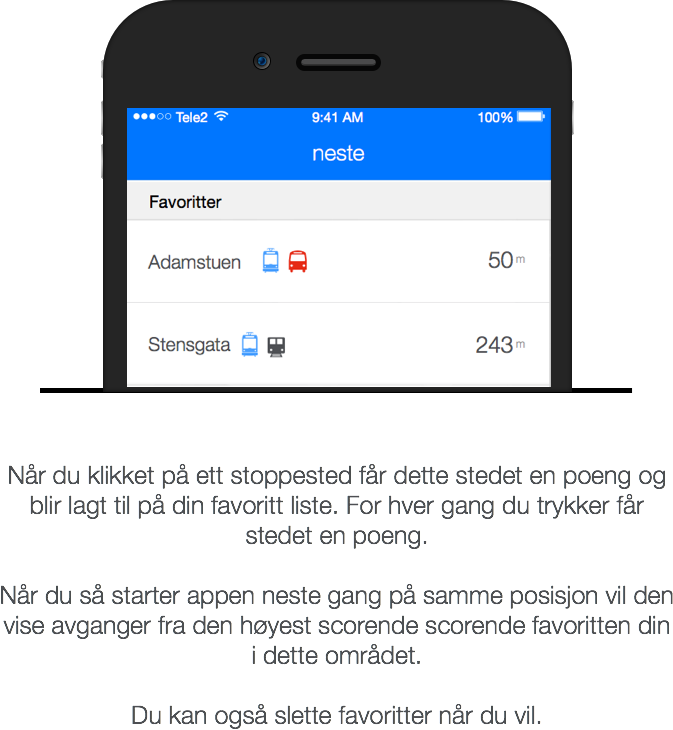 Tele2 9:41 AM 100%
neste
Favoritter
Adamstuen 50 m
Stensgata 243 m
Når du klikket på ett stoppested får dette stedet en poeng og
blir lagt til på din favoritt liste. For hver gang du trykker får
stedet en poeng.
Når du så starter appen neste gang på samme posisjon vil den
vise avganger fra den høyest scorende scorende favoritten din
i dette området.
Du kan også slette favoritter når du vil.